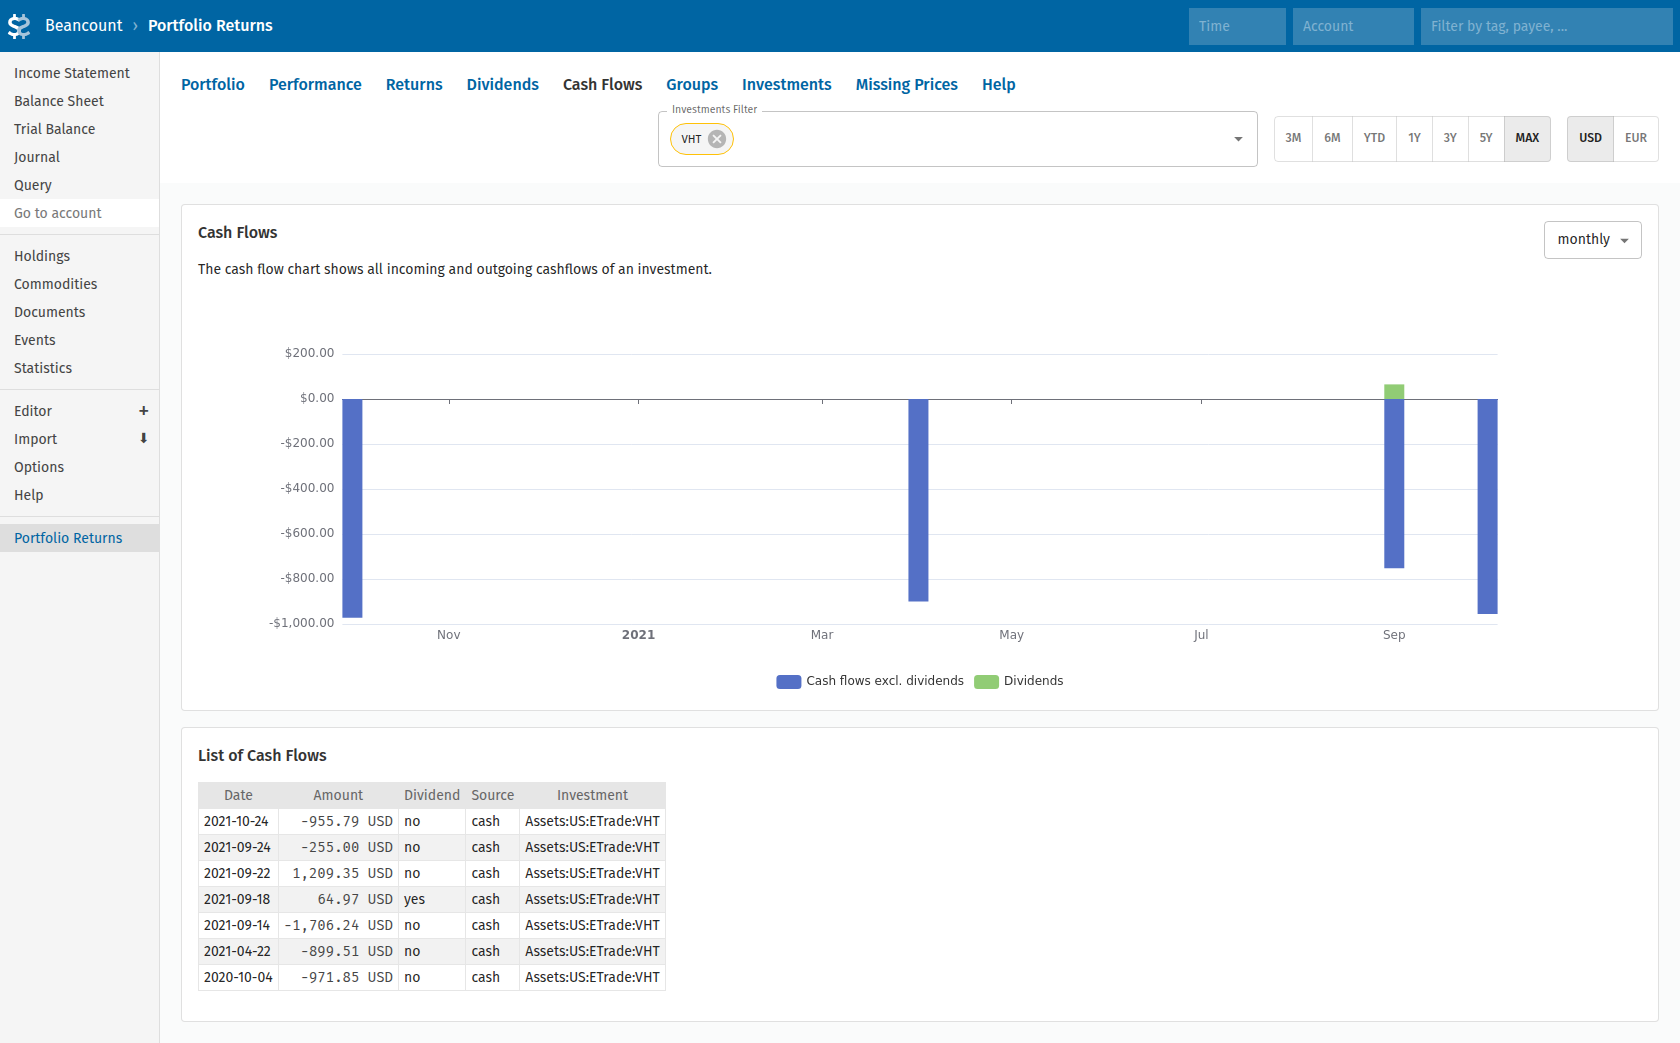 Beancount › Portfolio Returns
Time
Account
Filter by tag, payee, ...
Income Statement
Balance Sheet
Trial Balance
Journal
Query
Go to account
Holdings
Commodities
Documents
Events
Statistics
Editor +
Import
Options
Help
Portfolio Returns
Portfolio Performance Returns Dividends Cash Flows Groups Investments Missing Prices Help
Investments Filter
VHT
3M 6M YTD 1Y 3Y 5Y MAX USD EUR
Cash Flows
monthly
The cash flow chart shows all incoming and outgoing cashflows of an investment.
$200.00
$0.00
-$200.00
-$400.00
-$600.00
-$800.00
-$1,000.00
Nov 2021 Mar May Jul Sep
Cash flows excl. dividends Dividends
List of Cash Flows
Date Amount Dividend Source Investment
2021-10-24 -955.79 USD no cash Assets:US:ETrade:VHT
2021-09-24 -255.00 USD no cash Assets:US:ETrade:VHT
2021-09-22 1,209.35 USD no cash Assets:US:ETrade:VHT
2021-09-18 64.97 USD yes cash Assets:US:ETrade:VHT
2021-09-14 -1,706.24 USD no cash Assets:US:ETrade:VHT
2021-04-22 -899.51 USD no cash Assets:US:ETrade:VHT
2020-10-04 -971.85 USD no cash Assets:US:ETrade:VHT